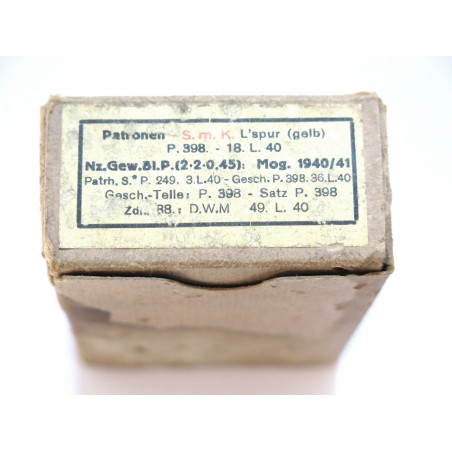 Patronen S. m. K. L'spur (gelb)
P. 398. - 18. L. 40
Nz. Gew. Bl. P. (2·2·0,45): Mog. 1940/41
Patrh. S.* P. 249. 3. L. 40 - Gesch. P. 398. 36. L. 40
Gesch.-Teile: P. 398 - Satz P. 398
88.: D. W. M 49. L. 40